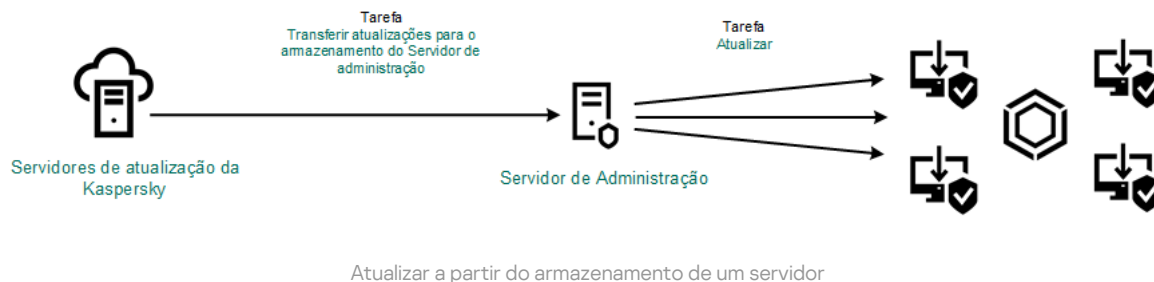 Tarefa
Transferir atualizações para o
armazenamento do Servidor de
administração
Tarefa
Atualizar
Servidores de atualização da
Kaspersky
Servidor de Administração
Atualizar a partir do armazenamento de um servidor